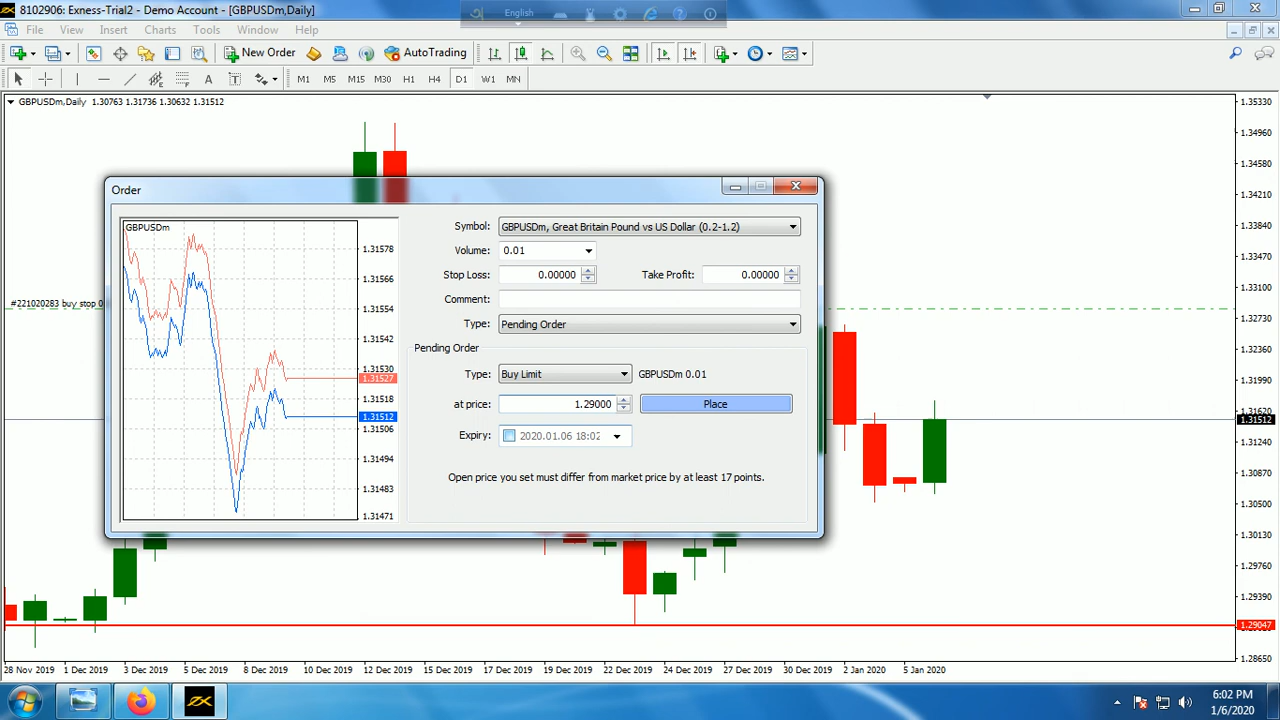 8102906: Exness-Trial2 - Demo Account - [GBPUSDm,Daily]
English
File View Insert Charts Tools Window Help
New Order AutoTrading
A T M1 M5 M15 M30 H1 H4 D1 W1 MN
GBPUSDm,Daily 1.30763 1.31736 1.30632 1.31512
1.35330
1.34960
1.34580
1.34210
1.33840
1.33470
1.33100
1.32730
1.32360
1.31990
1.31620
1.31512
1.31240
1.30870
1.30500
1.30130
1.29760
1.29390
1.29047
1.28650
#221020283 buy stop 0
Order
GBPUSDm
1.31578
1.31566
1.31554
1.31542
1.31530
1.31527
1.31518
1.31512
1.31506
1.31494
1.31483
1.31471
Symbol: GBPUSDm, Great Britain Pound vs US Dollar (0.2-1.2)
Volume: 0.01
Stop Loss: 0.00000 Take Profit: 0.00000
Comment:
Type: Pending Order
Pending Order
Type: Buy Limit GBPUSDm 0.01
at price: 1.29000 Place
Expiry: 2020.01.06 18:02
Open price you set must differ from market price by at least 17 points.
28 Nov 2019 1 Dec 2019 3 Dec 2019 5 Dec 2019 8 Dec 2019 10 Dec 2019 12 Dec 2019 15 Dec 2019 17 Dec 2019 19 Dec 2019 22 Dec 2019 24 Dec 2019 27 Dec 2019 30 Dec 2019 2 Jan 2020 5 Jan 2020
6:02 PM
1/6/2020